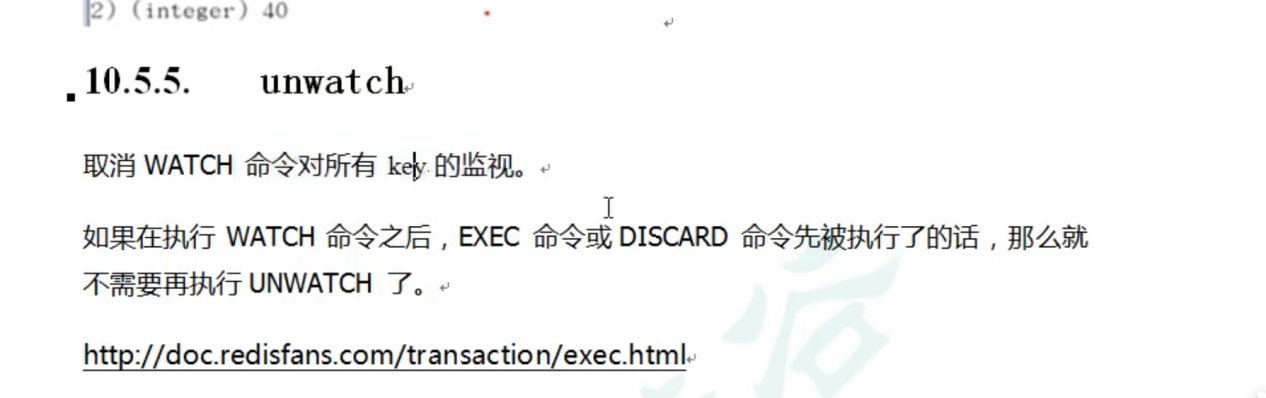 2) (integer) 40
10.5.5. unwatch
取消 WATCH 命令对所有 key 的监视。
如果在执行 WATCH 命令之后，EXEC 命令或 DISCARD 命令先被执行了的话，那么就
不需要再执行 UNWATCH 了。
http://doc.redisfans.com/transaction/exec.html